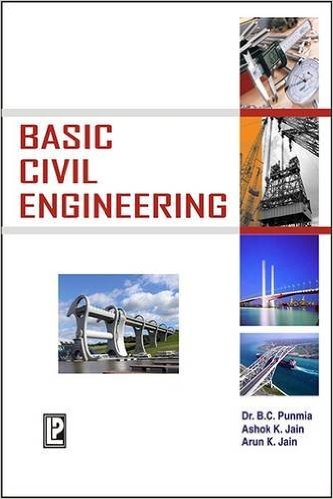 BASIC
CIVIL
ENGINEERING
Dr. B.C. Punmia
Ashok K. Jain
Arun K. Jain